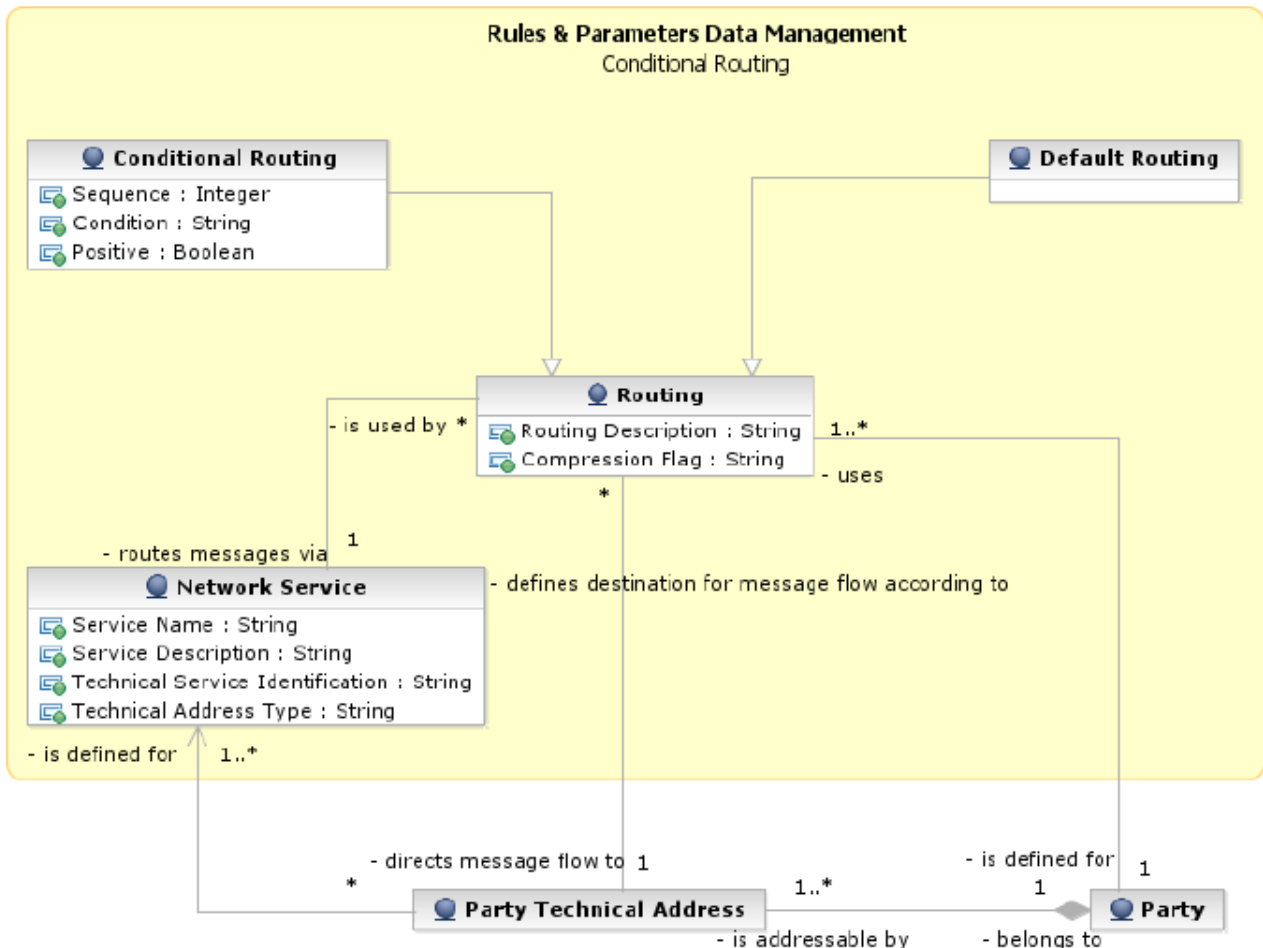 Rules & Parameters Data Management
Conditional Routing
Conditional Routing
Sequence : Integer
Condition : String
Positive : Boolean
Default Routing
Routing
Routing Description : String
Compression Flag : String
- is used by *
1..*
- uses
*
1
- routes messages via
- defines destination for message flow according to
Network Service
Service Name : String
Service Description : String
Technical Service Identification : String
Technical Address Type : String
- is defined for 1..*
- directs message flow to 1
- is defined for 1
*
1..*
1
Party Technical Address
Party
- is addressable by
- belongs to